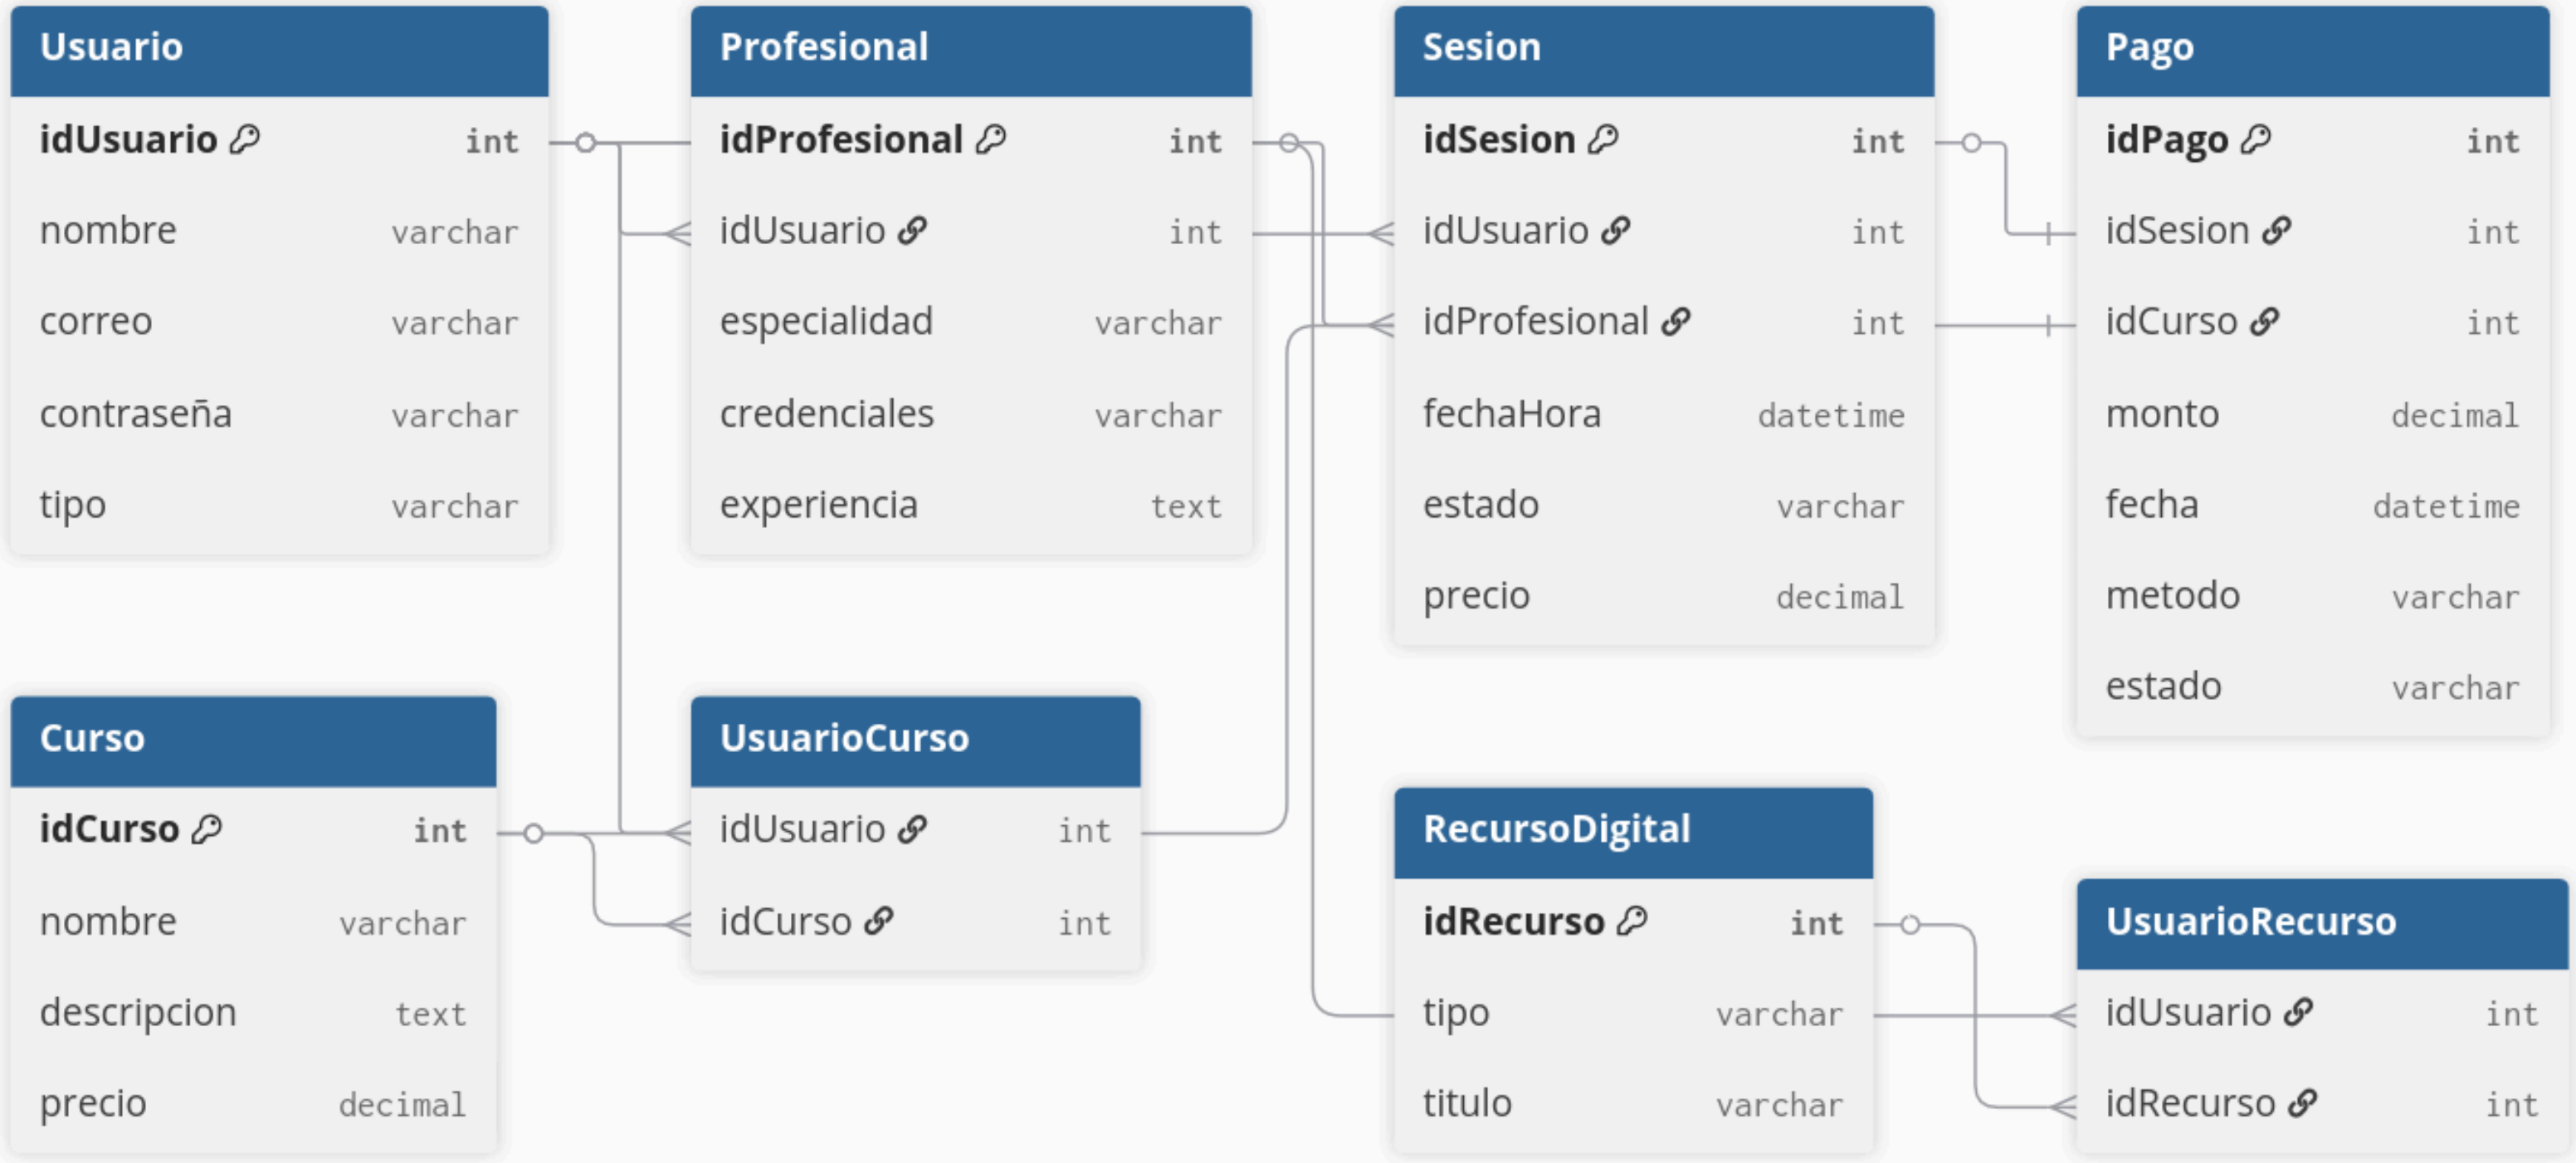 Usuario
idUsuario int
nombre varchar
correo varchar
contraseña varchar
tipo varchar
Profesional
idProfesional int
idUsuario int
especialidad varchar
credenciales varchar
experiencia text
Sesion
idSesion int
idUsuario int
idProfesional int
fechaHora datetime
estado varchar
precio decimal
Pago
idPago int
idSesion int
idCurso int
monto decimal
fecha datetime
metodo varchar
estado varchar
Curso
idCurso int
nombre varchar
descripcion text
precio decimal
UsuarioCurso
idUsuario int
idCurso int
RecursoDigital
idRecurso int
tipo varchar
titulo varchar
UsuarioRecurso
idUsuario int
idRecurso int